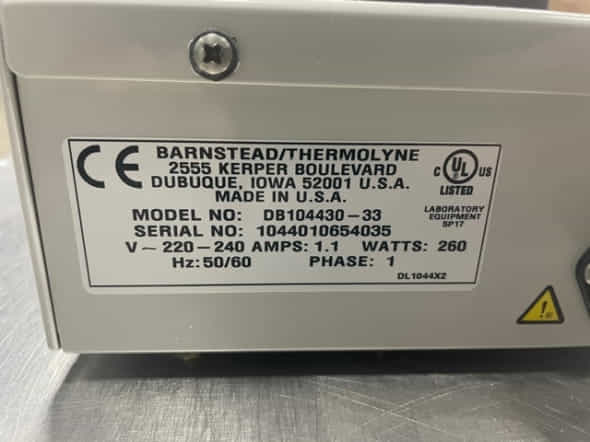 CE
BARNSTEAD/THERMOLYNE
2555 KERPER BOULEVARD
DUBUQUE, IOWA 52001 U.S.A.
MADE IN U.S.A.
C UL US
LISTED
LABORATORY
EQUIPMENT
5P17
MODEL NO: DB104430-33
SERIAL NO: 1044010654035
V~220-240 AMPS: 1.1 WATTS: 260
Hz: 50/60 PHASE: 1
DL1044X2